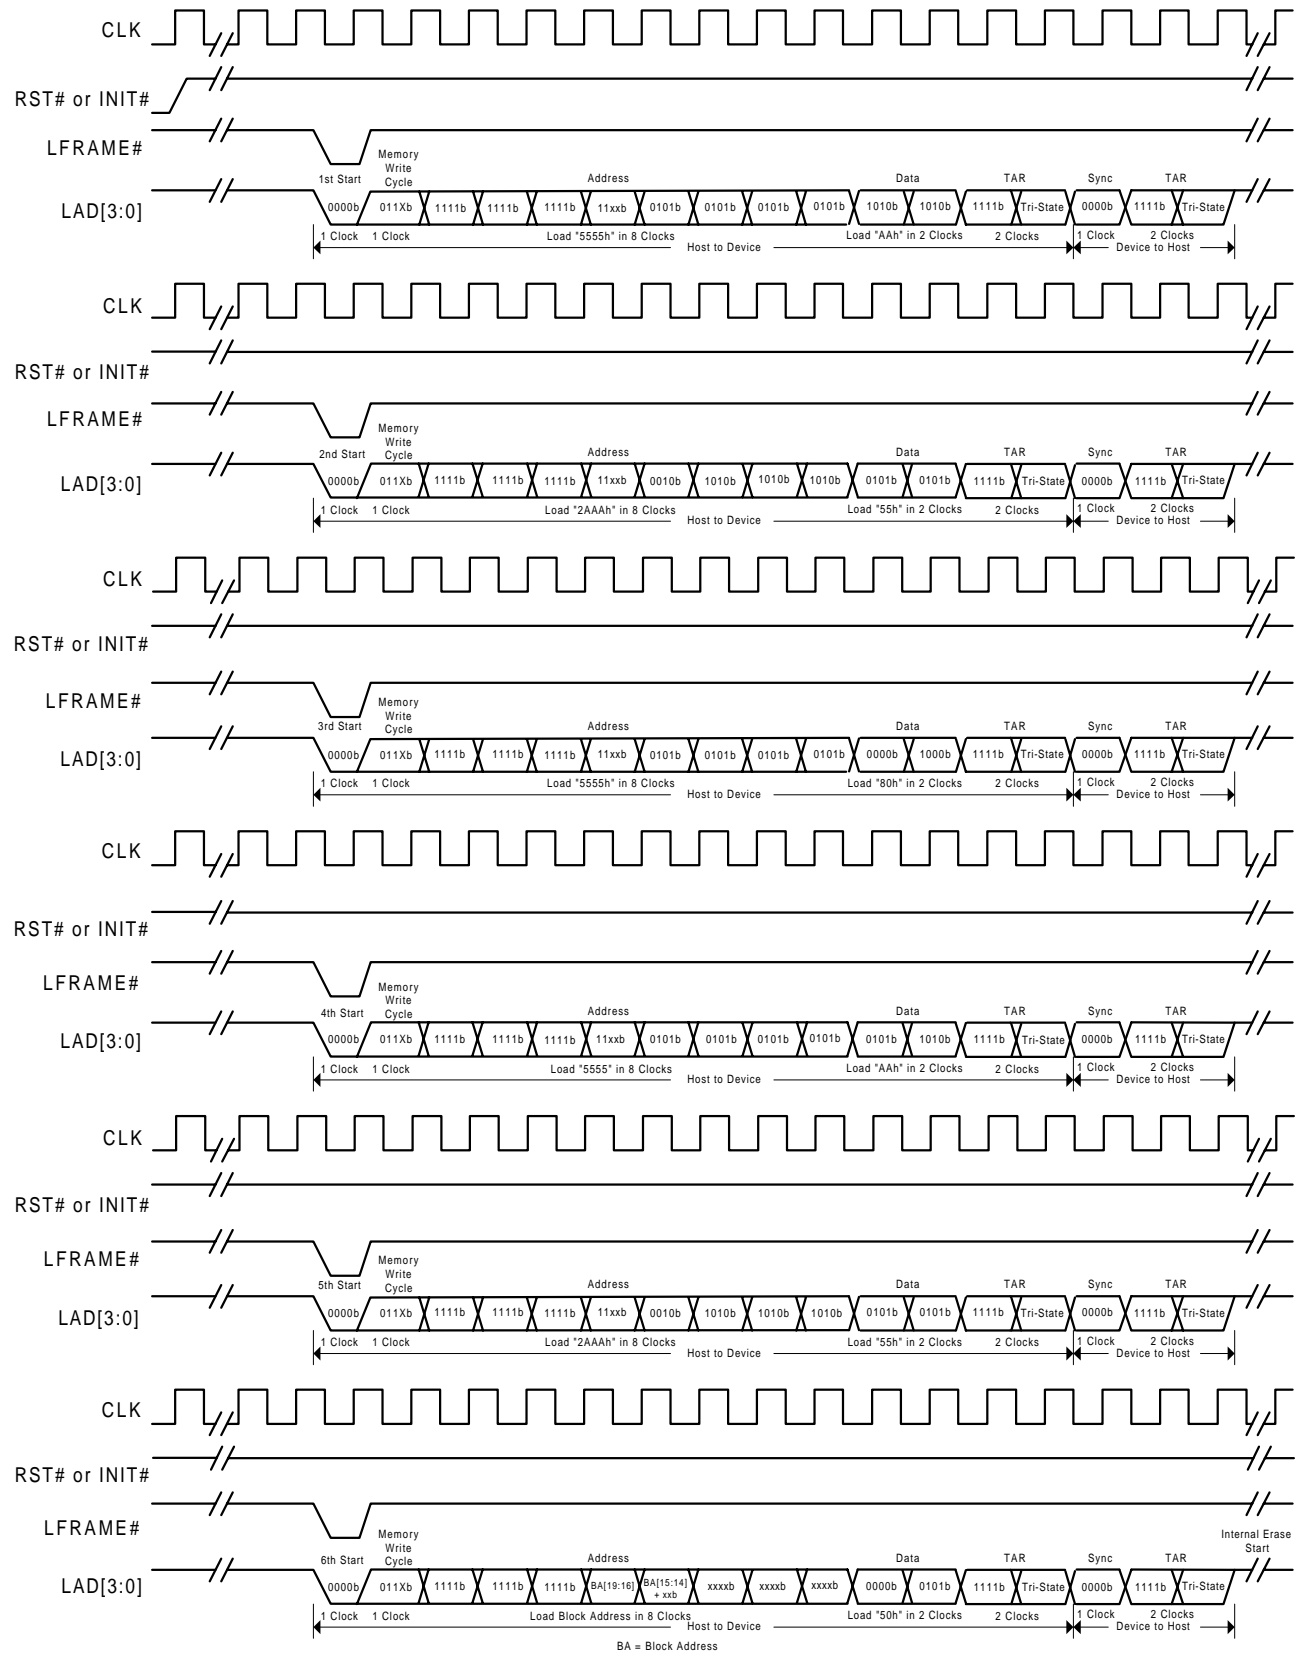 CLK
RST# or INIT#
LFRAME#
Memory
Write
Cycle
1st Start Address Data TAR Sync TAR
LAD[3:0] 0000b 011Xb 1111b 1111b 1111b 11xxb 0101b 0101b 0101b 0101b 1010b 1010b 1111b Tri-State 0000b 1111b Tri-State
1 Clock 1 Clock Load "5555h" in 8 Clocks Load "AAh" in 2 Clocks 2 Clocks 1 Clock 2 Clocks
Host to Device Device to Host
CLK
RST# or INIT#
LFRAME#
Memory
Write
Cycle
2nd Start Address Data TAR Sync TAR
LAD[3:0] 0000b 011Xb 1111b 1111b 1111b 11xxb 0010b 1010b 1010b 1010b 0101b 0101b 1111b Tri-State 0000b 1111b Tri-State
1 Clock 1 Clock Load "2AAAh" in 8 Clocks Load "55h" in 2 Clocks 2 Clocks 1 Clock 2 Clocks
Host to Device Device to Host
CLK
RST# or INIT#
LFRAME#
Memory
Write
Cycle
3rd Start Address Data TAR Sync TAR
LAD[3:0] 0000b 011Xb 1111b 1111b 1111b 11xxb 0101b 0101b 0101b 0101b 0000b 1000b 1111b Tri-State 0000b 1111b Tri-State
1 Clock 1 Clock Load "5555h" in 8 Clocks Load "80h" in 2 Clocks 2 Clocks 1 Clock 2 Clocks
Host to Device Device to Host
CLK
RST# or INIT#
LFRAME#
Memory
Write
Cycle
4th Start Address Data TAR Sync TAR
LAD[3:0] 0000b 011Xb 1111b 1111b 1111b 11xxb 0101b 0101b 0101b 0101b 0101b 1010b 1111b Tri-State 0000b 1111b Tri-State
1 Clock 1 Clock Load "5555" in 8 Clocks Load "AAh" in 2 Clocks 2 Clocks 1 Clock 2 Clocks
Host to Device Device to Host
CLK
RST# or INIT#
LFRAME#
Memory
Write
Cycle
5th Start Address Data TAR Sync TAR
LAD[3:0] 0000b 011Xb 1111b 1111b 1111b 11xxb 0010b 1010b 1010b 1010b 0101b 0101b 1111b Tri-State 0000b 1111b Tri-State
1 Clock 1 Clock Load "2AAAh" in 8 Clocks Load "55h" in 2 Clocks 2 Clocks 1 Clock 2 Clocks
Host to Device Device to Host
CLK
RST# or INIT#
LFRAME#
Memory
Write
Cycle
Internal Erase
Start
6th Start Address Data TAR Sync TAR
LAD[3:0] 0000b 011Xb 1111b 1111b 1111b BA[19:16] BA[15:14] + xxb xxxxb xxxxb xxxxb 0000b 0101b 1111b Tri-State 0000b 1111b Tri-State
1 Clock 1 Clock Load Block Address in 8 Clocks Load "50h" in 2 Clocks 2 Clocks 1 Clock 2 Clocks
Host to Device Device to Host
BA = Block Address